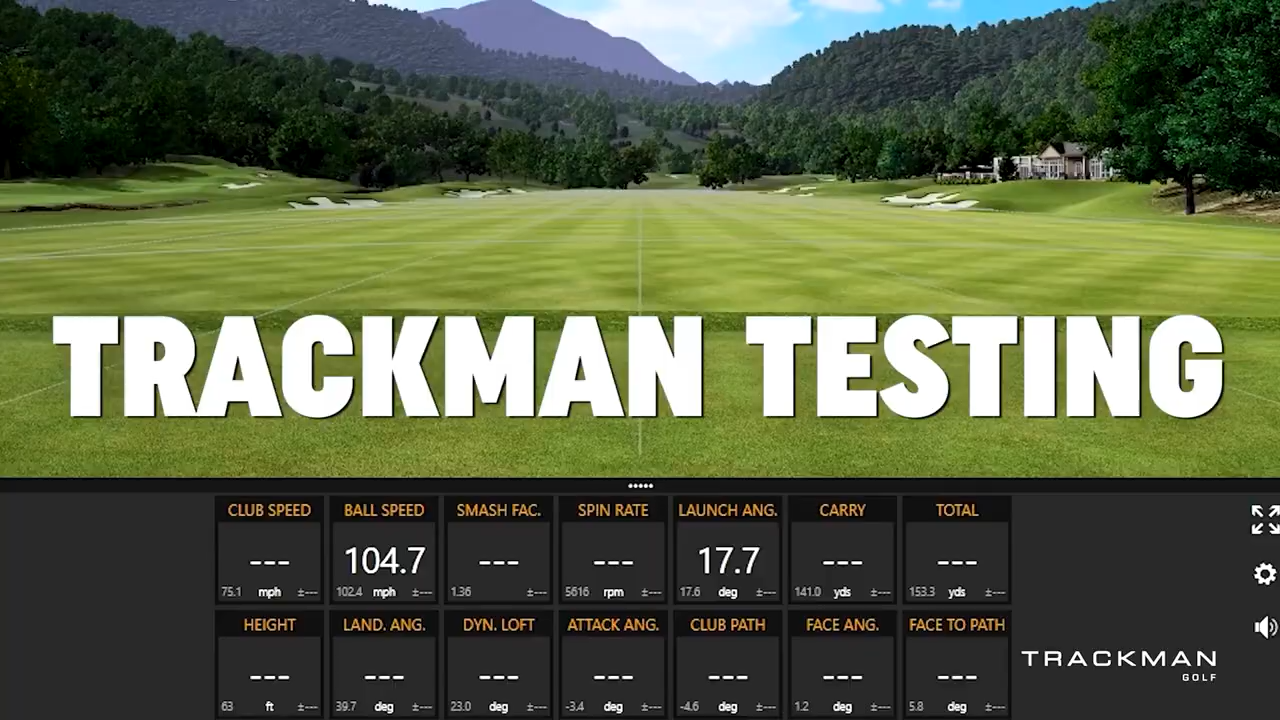 TRACKMAN TESTING
CLUB SPEED BALL SPEED SMASH FAC. SPIN RATE LAUNCH ANG. CARRY TOTAL
--- 104.7 --- --- 17.7 --- ---
75.1 mph ±--- 102.4 mph ±--- 1.36 ±--- 5616 rpm ±--- 17.6 deg ±--- 141.0 yds ±--- 153.3 yds ±---
HEIGHT LAND. ANG. DYN. LOFT ATTACK ANG. CLUB PATH FACE ANG. FACE TO PATH
--- --- --- --- --- --- ---
63 ft ±--- 39.7 deg ±--- 23.0 deg ±--- -3.4 deg ±--- -4.6 deg ±--- 1.2 deg ±--- 5.8 deg ±---
TRACKMAN
GOLF